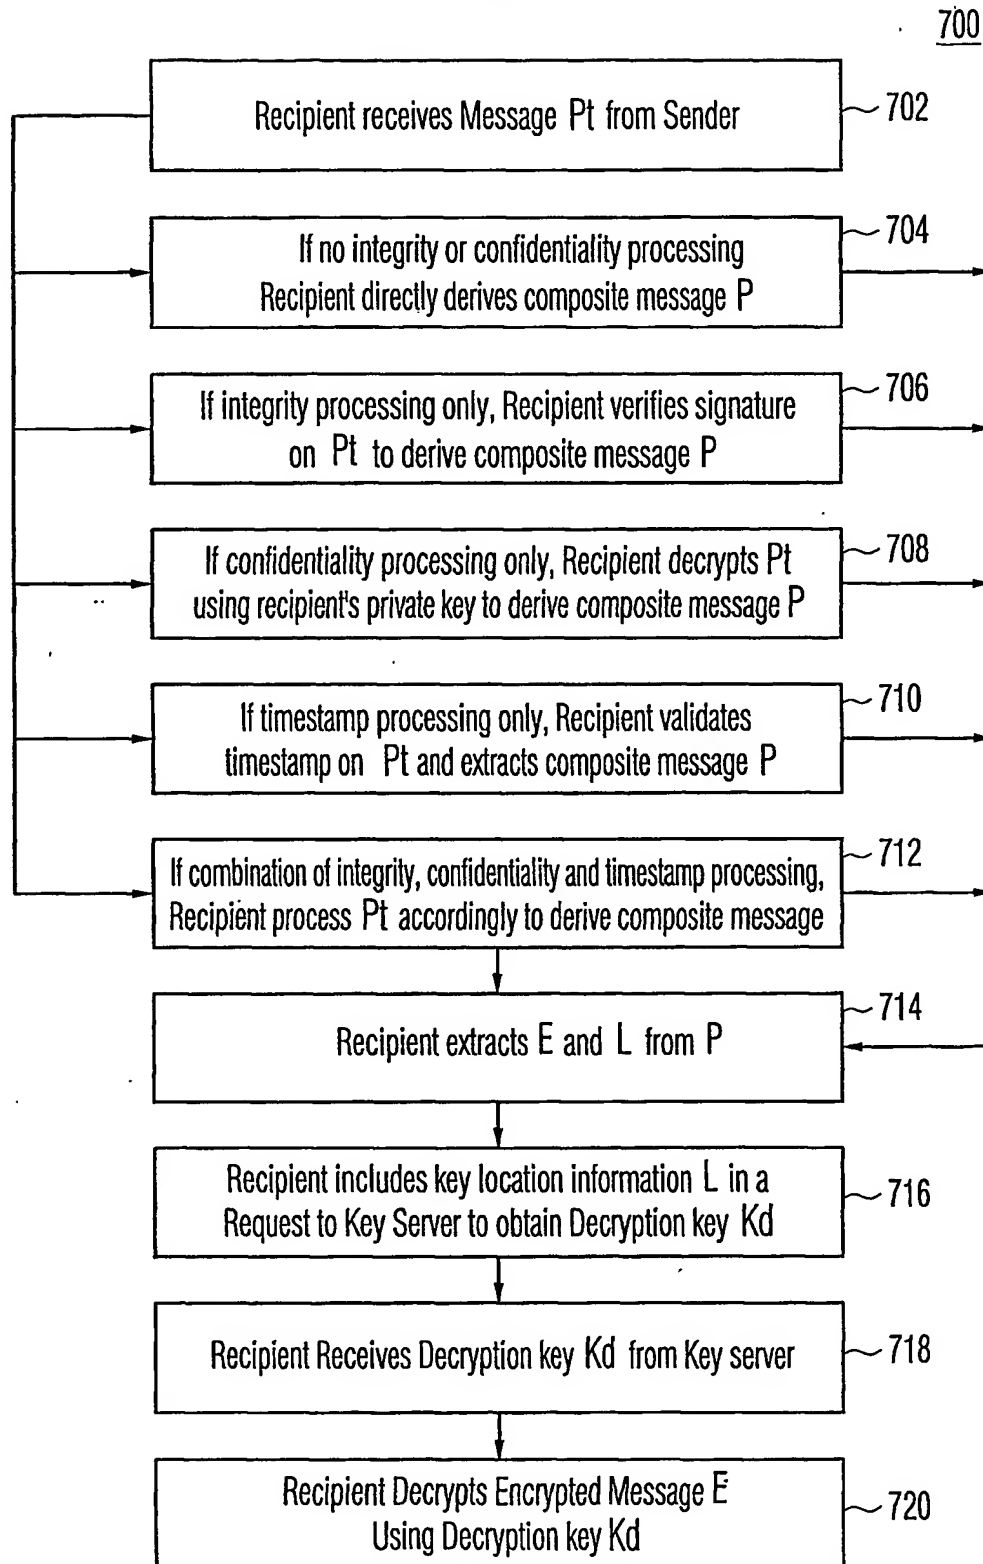 700
Recipient receives Message Pt from Sender
702
If no integrity or confidentiality processing
Recipient directly derives composite message P
704
If integrity processing only, Recipient verifies signature
on Pt to derive composite message P
706
If confidentiality processing only, Recipient decrypts Pt
using recipient's private key to derive composite message P
708
If timestamp processing only, Recipient validates
timestamp on Pt and extracts composite message P
710
If combination of integrity, confidentiality and timestamp processing,
Recipient process Pt accordingly to derive composite message
712
Recipient extracts E and L from P
714
Recipient includes key location information L in a
Request to Key Server to obtain Decryption key Kd
716
Recipient Receives Decryption key Kd from Key server
718
Recipient Decrypts Encrypted Message E
Using Decryption key Kd
720